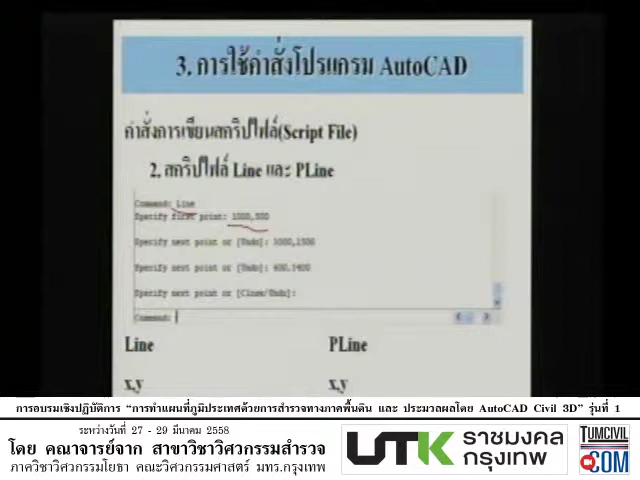 3. การใช้คำสั่งโปรแกรม AutoCAD
คำสั่งการเขียนสคริปไฟล์(Script File)
2. สคริปไฟล์ Line และ PLine
Command: Line
Specify first print: 1000,500
Specify next point or [Undo]: 1000,1500
Specify next point or [Undo]: 600,1400
Specify next point or [Close/Undo]:
Command:
Line PLine
x,y x,y
การอบรมเชิงปฏิบัติการ “การทำแผนที่ภูมิประเทศด้วยการสำรวจทางภาคพื้นดิน และ ประมวลผลโดย AutoCAD Civil 3D” รุ่นที่ 1
ระหว่างวันที่ 27 - 29 มีนาคม 2558
โดย คณาจารย์จาก สาขาวิชาวิศวกรรมสำรวจ
ภาควิชาวิศวกรรมโยธา คณะวิศวกรรมศาสตร์ มทร.กรุงเทพ
UTK ราชมงคล
กรุงเทพ
TUMCIVIL
.COM